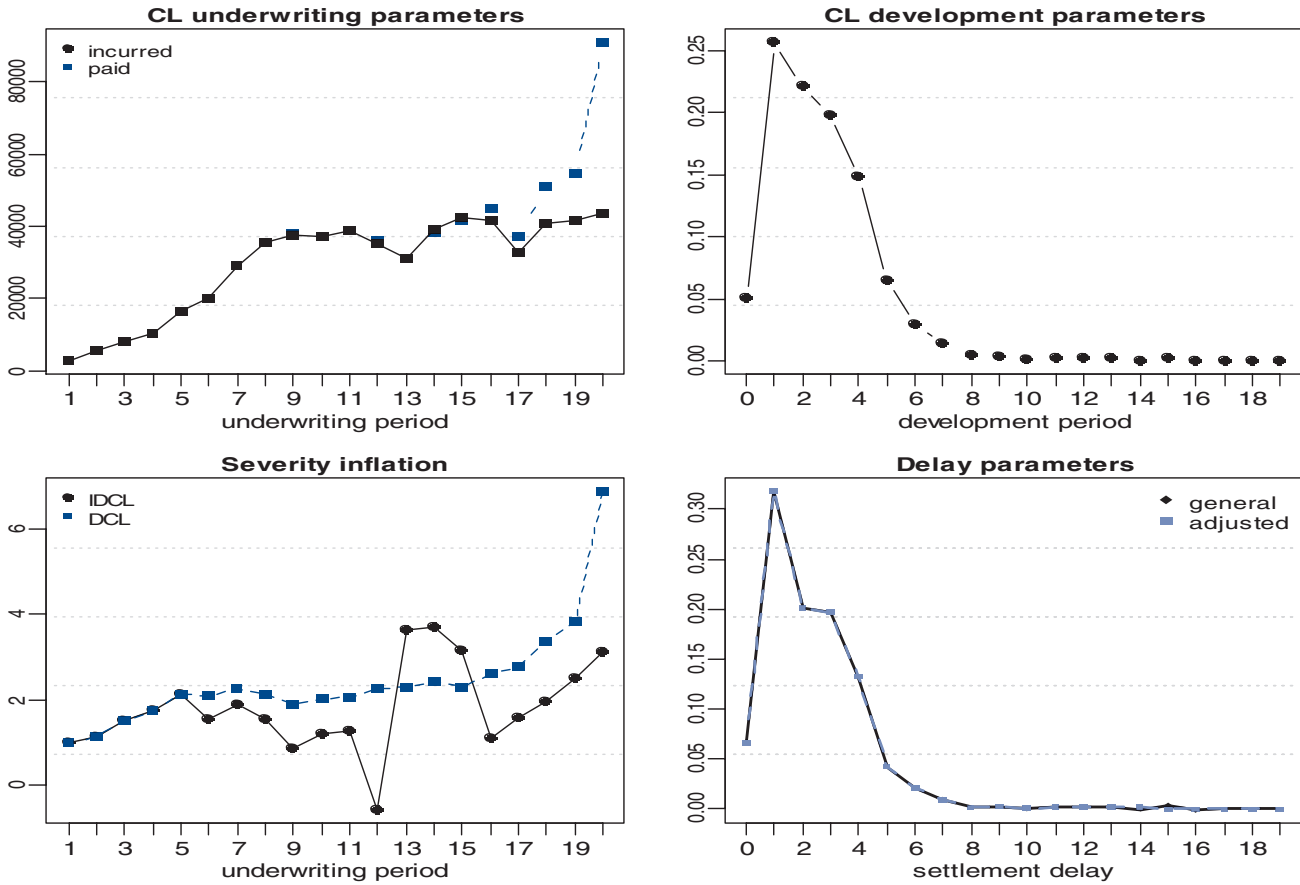 CL underwriting parameters
incurred
paid
0 20000 40000 60000 80000
1 3 5 7 9 11 13 15 17 19
underwriting period
CL development parameters
0.00 0.05 0.10 0.15 0.20 0.25
0 2 4 6 8 10 12 14 16 18
development period
Severity inflation
IDCL
DCL
0 2 4 6
1 3 5 7 9 11 13 15 17 19
underwriting period
Delay parameters
general
adjusted
0.00 0.05 0.10 0.15 0.20 0.25 0.30
0 2 4 6 8 10 12 14 16 18
settlement delay